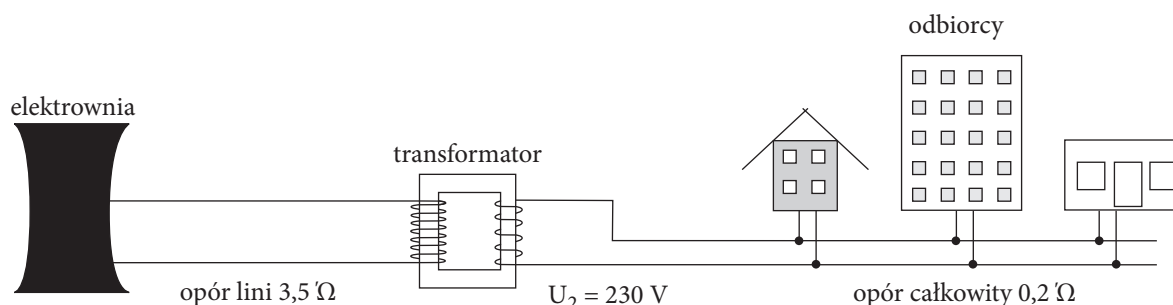 odbiorcy
elektrownia
transformator
opór lini 3,5 Ω
U₂ = 230 V
opór całkowity 0,2 Ω